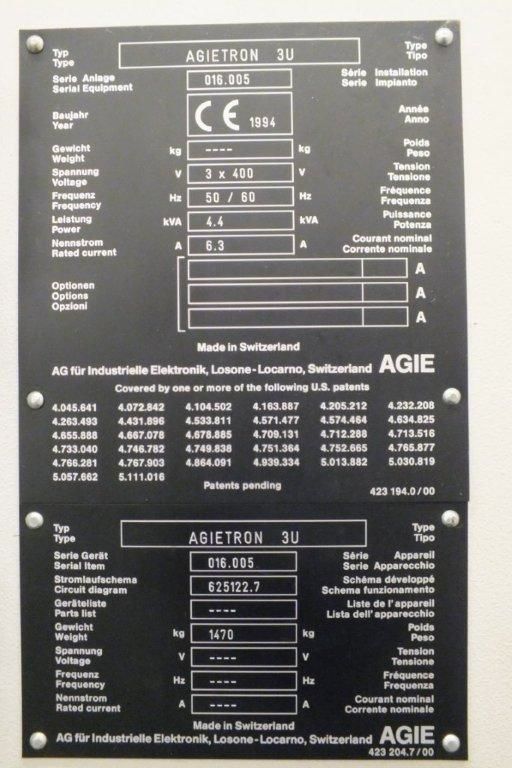 Typ
Type
AGIETRON 3U
Type
Tipo
Serie Anlage
Serial Equipment
016.005
Série Installation
Serie Impianto
Baujahr
Year
CE 1994
Année
Anno
Gewicht
Weight
kg ---- kg
Poids
Peso
Spannung
Voltage
V 3 x 400 V
Tension
Tensione
Frequenz
Frequency
Hz 50 / 60 Hz
Fréquence
Frequenza
Leistung
Power
kVA 4.4 kVA
Puissance
Potenza
Nennstrom
Rated current
A 6.3 A
Courant nominal
Corrente nominale
Optionen
Options
Opzioni
A
A
A
Made in Switzerland
AG für Industrielle Elektronik, Losone-Locarno, Switzerland AGIE
Covered by one or more of the following U.S. patents
4.045.641 4.072.842 4.104.502 4.163.887 4.205.212 4.232.208
4.263.493 4.431.896 4.533.811 4.571.477 4.574.464 4.634.825
4.655.888 4.667.078 4.678.885 4.709.131 4.712.288 4.713.516
4.733.040 4.746.782 4.749.838 4.751.364 4.752.665 4.765.877
4.766.281 4.767.903 4.864.091 4.939.334 5.013.882 5.030.819
5.057.662 5.111.016
Patents pending
423 194.0 / 00
Typ
Type
AGIETRON 3U
Type
Tipo
Serie Gerät
Serial Item
016.005
Série Appareil
Serie Apparecchio
Stromlaufschema
Circuit diagram
625122.7
Schéma développé
Schema funzionamento
Geräteliste
Parts list
----
Liste de l'appareil
Lista dell'apparecchio
Gewicht
Weight
kg 1470 kg
Poids
Peso
Spannung
Voltage
V ---- V
Tension
Tensione
Frequenz
Frequency
Hz ---- Hz
Fréquence
Frequenza
Nennstrom
Rated current
A ---- A
Courant nominal
Corrente nominale
Made in Switzerland
AG für Industrielle Elektronik, Losone-Locarno, Switzerland AGIE
423 204.7 / 00